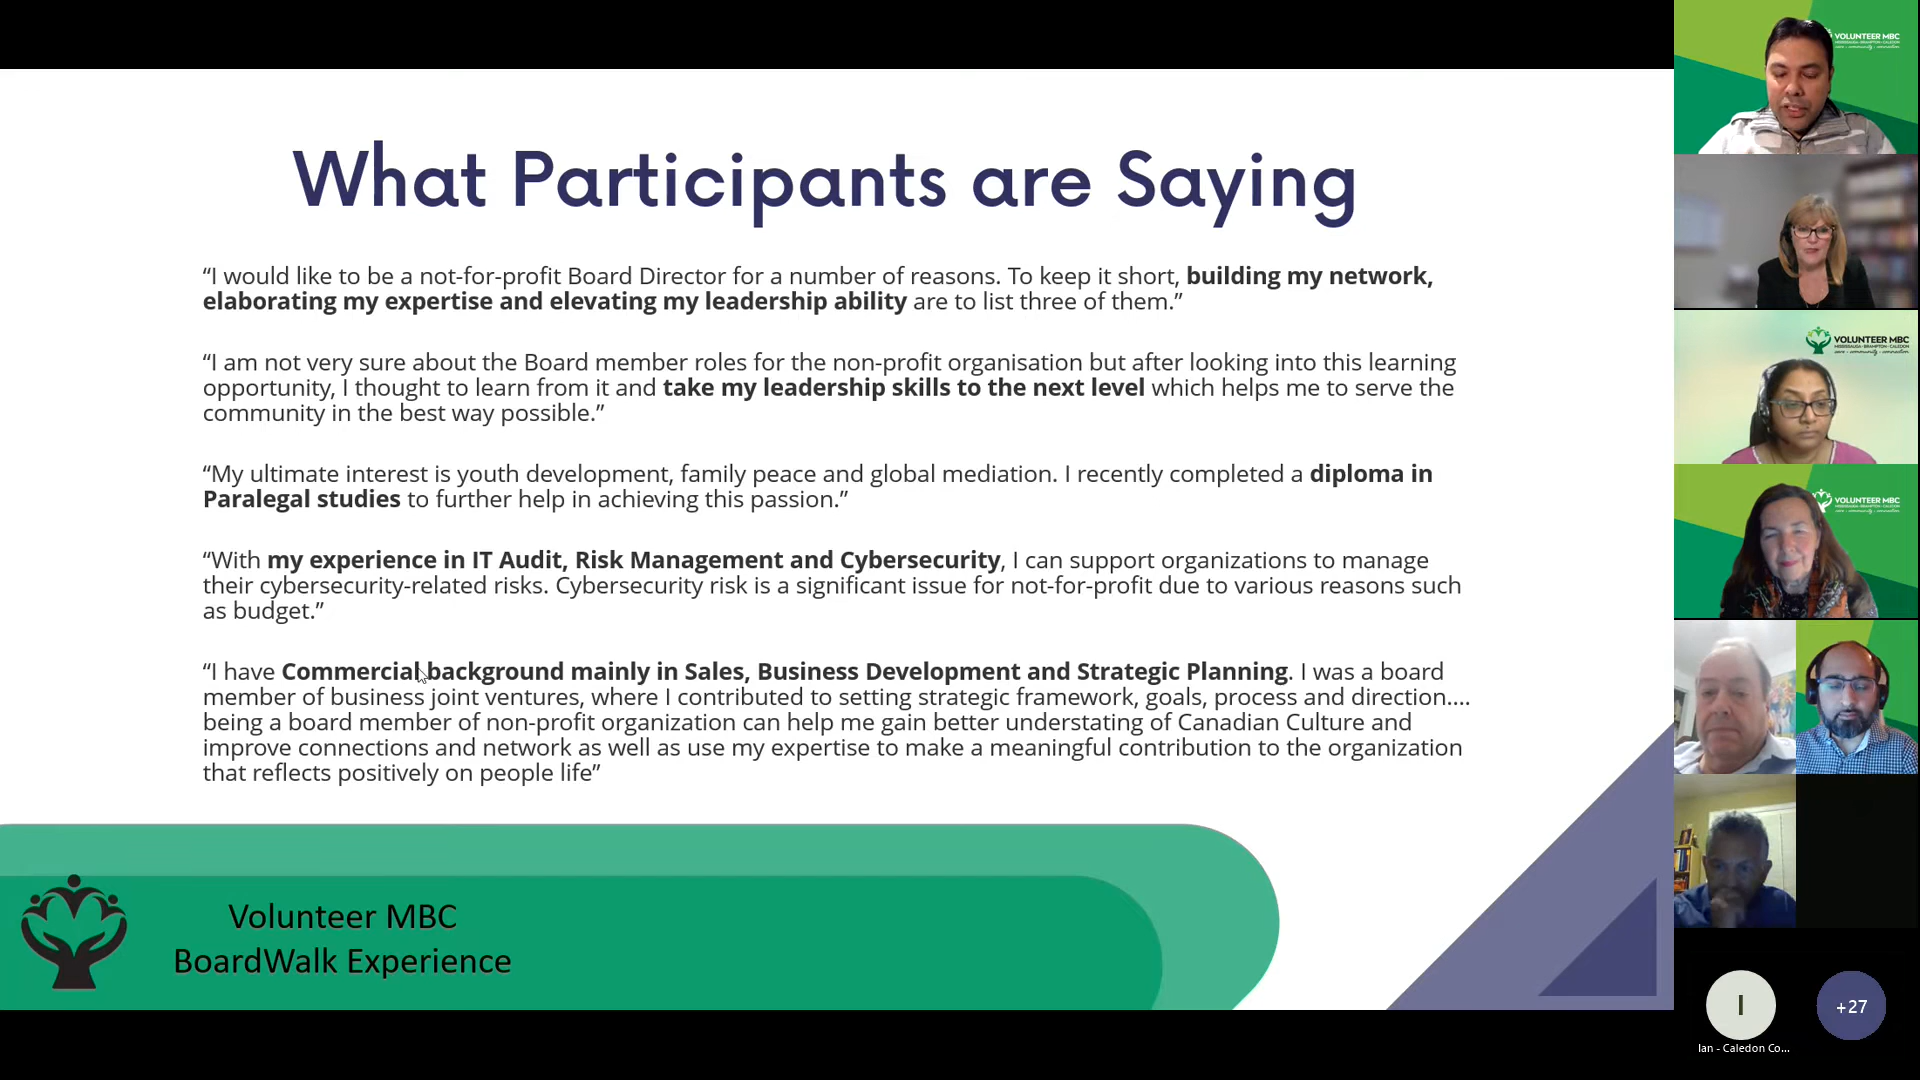 What Participants are Saying
“I would like to be a not-for-profit Board Director for a number of reasons. To keep it short, building my network,
elaborating my expertise and elevating my leadership ability are to list three of them.”
“I am not very sure about the Board member roles for the non-profit organisation but after looking into this learning
opportunity, I thought to learn from it and take my leadership skills to the next level which helps me to serve the
community in the best way possible.”
“My ultimate interest is youth development, family peace and global mediation. I recently completed a diploma in
Paralegal studies to further help in achieving this passion.”
“With my experience in IT Audit, Risk Management and Cybersecurity, I can support organizations to manage
their cybersecurity-related risks. Cybersecurity risk is a significant issue for not-for-profit due to various reasons such
as budget.”
“I have Commercial background mainly in Sales, Business Development and Strategic Planning. I was a board
member of business joint ventures, where I contributed to setting strategic framework, goals, process and direction....
being a board member of non-profit organization can help me gain better understating of Canadian Culture and
improve connections and network as well as use my expertise to make a meaningful contribution to the organization
that reflects positively on people life”
Volunteer MBC
BoardWalk Experience
VOLUNTEER MBC
VOLUNTEER MBC
MISSISSAUGA · BRAMPTON · CALEDON
VOLUNTEER MBC
I
+27
Ian - Caledon Co...